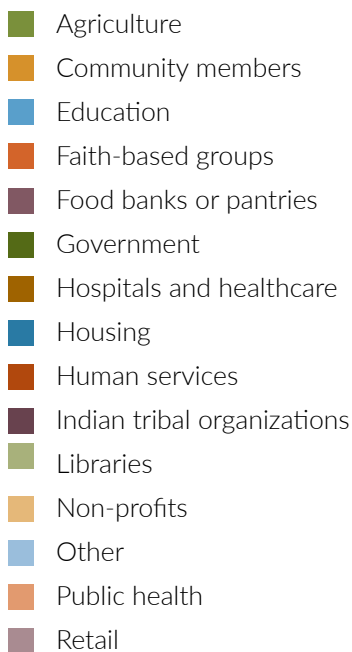 Agriculture
Community members
Education
Faith-based groups
Food banks or pantries
Government
Hospitals and healthcare
Housing
Human services
Indian tribal organizations
Libraries
Non-profits
Other
Public health
Retail